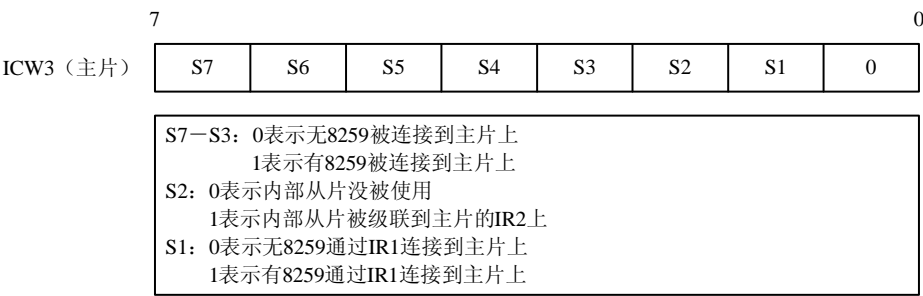 7 0
ICW3（主片） S7 S6 S5 S4 S3 S2 S1 0
S7－S3：0表示无8259被连接到主片上
1表示有8259被连接到主片上
S2：0表示内部从片没被使用
1表示内部从片被级联到主片的IR2上
S1：0表示无8259通过IR1连接到主片上
1表示有8259通过IR1连接到主片上